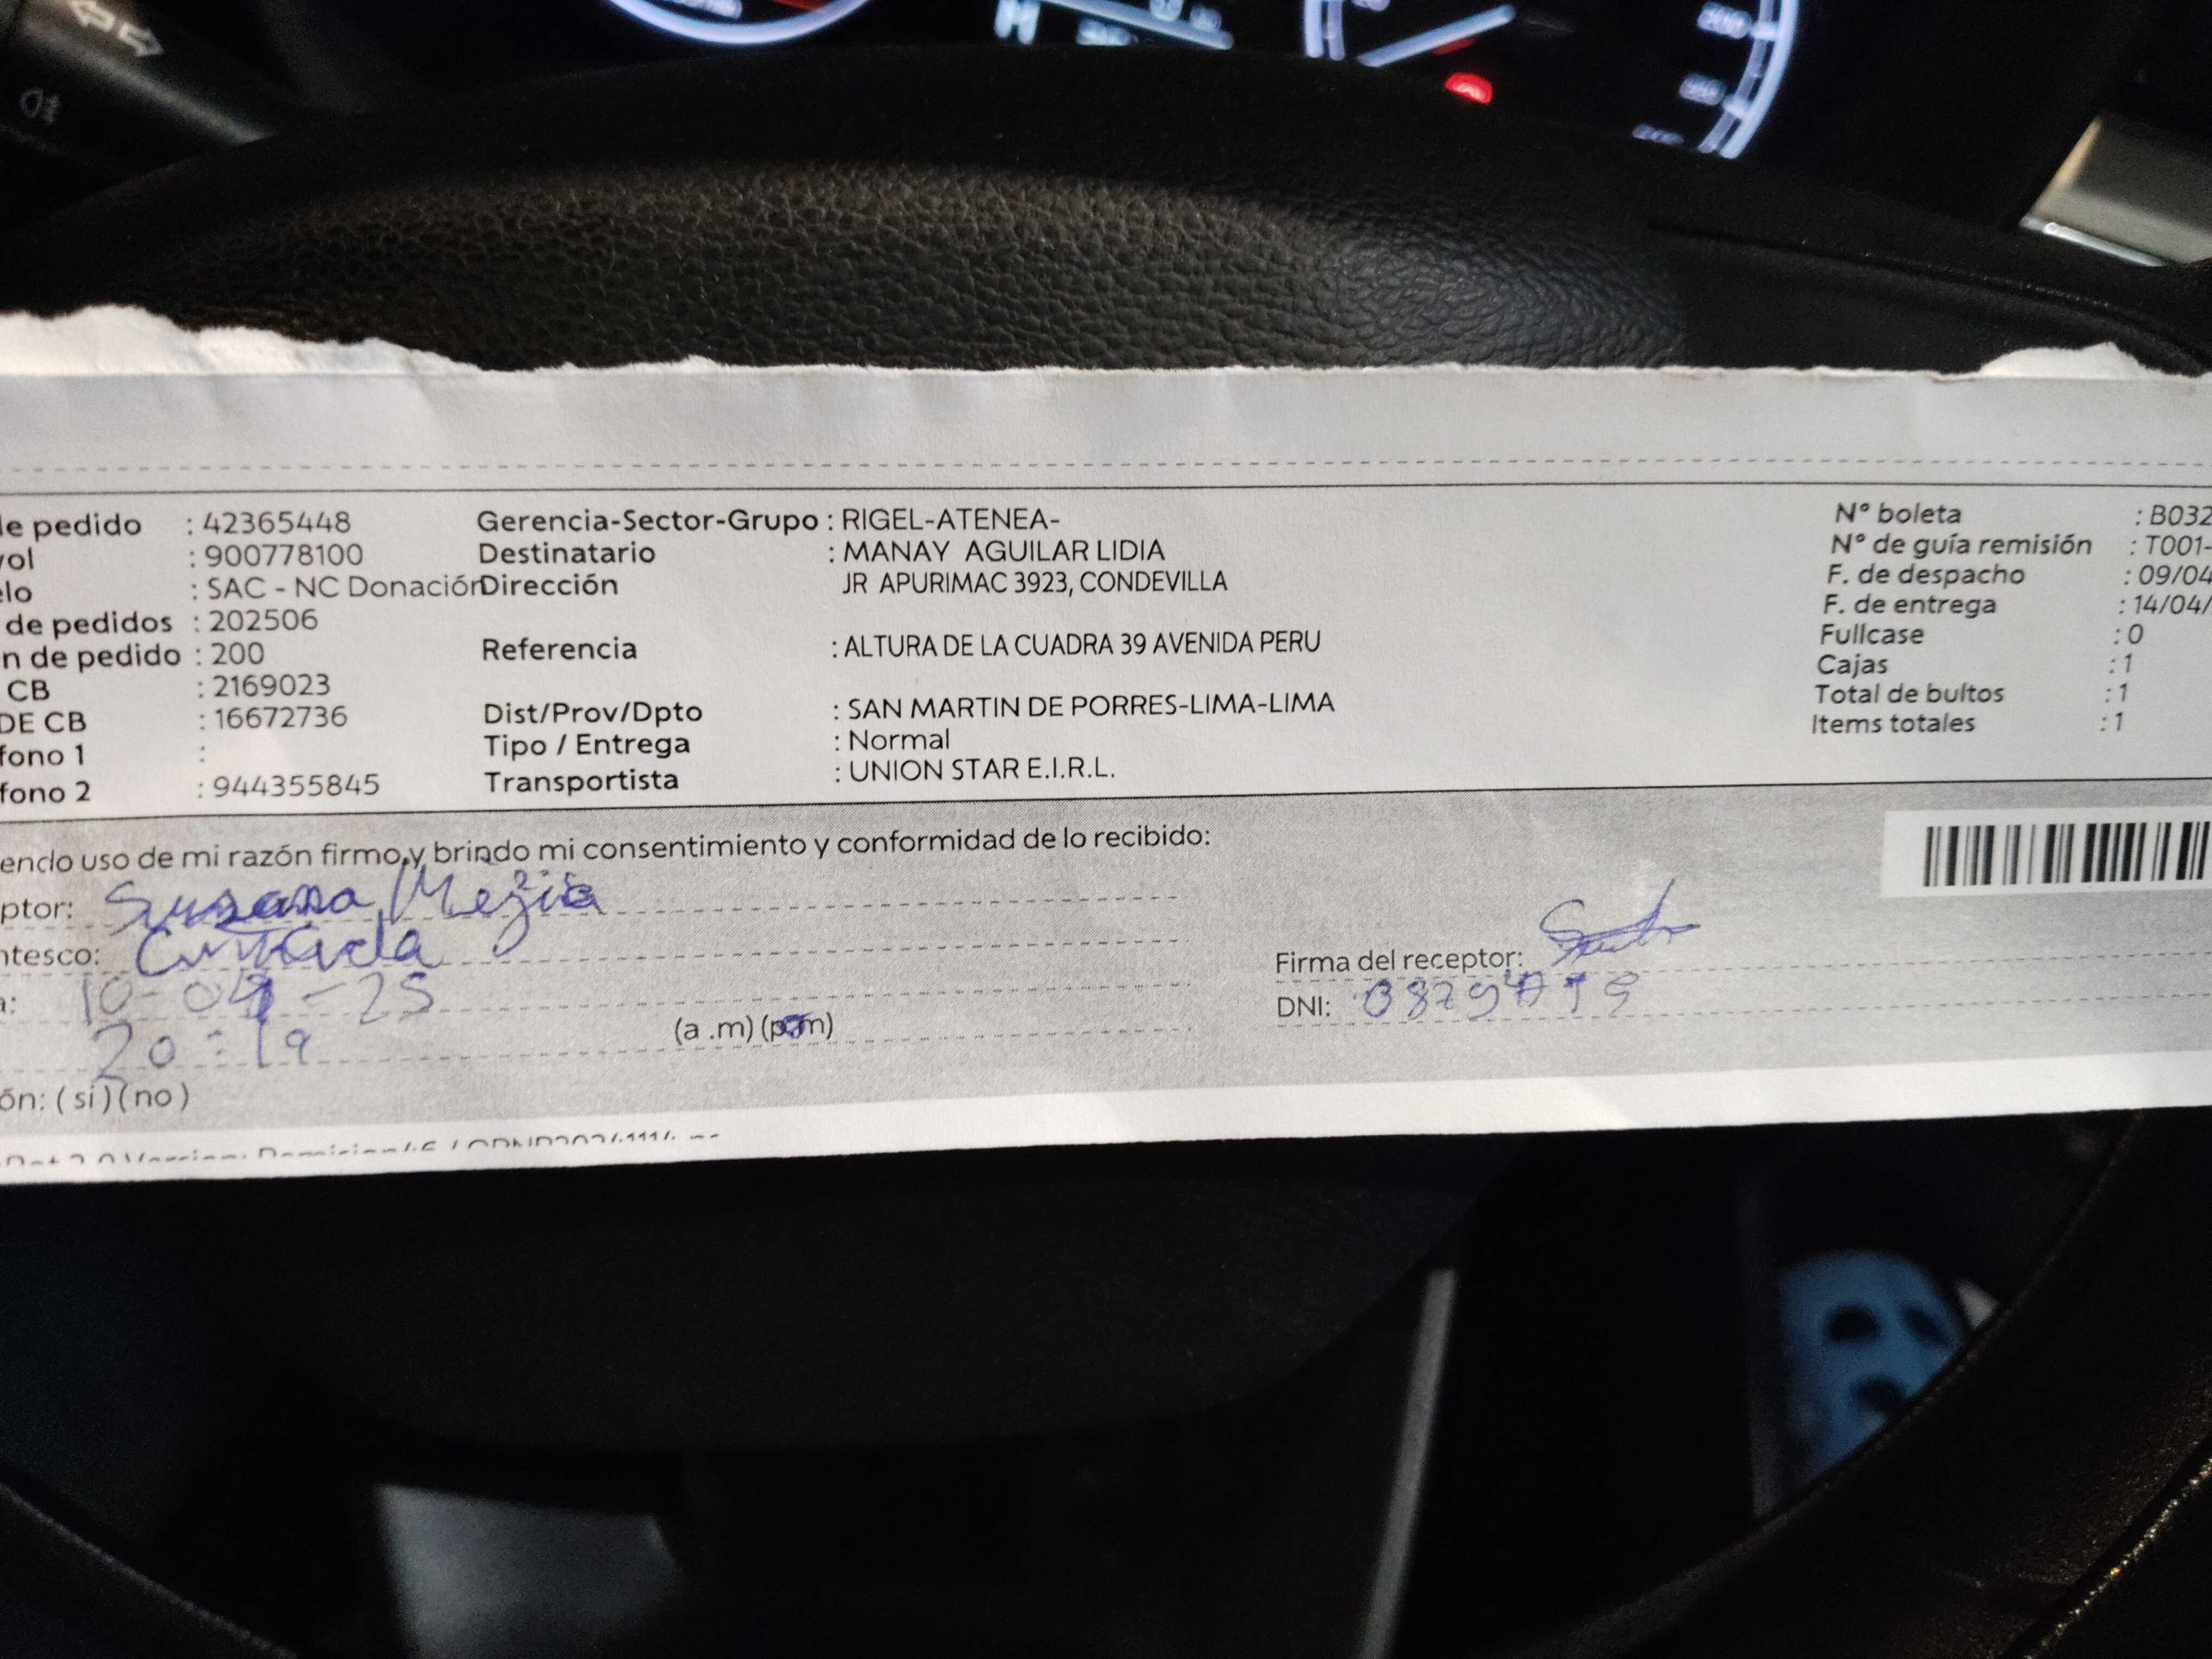 de pedido : 42365448
vol : 900778100
elo : SAC - NC Donación
de pedidos : 202506
n de pedido : 200
CB : 2169023
DE CB : 16672736
fono 1 :
fono 2 : 944355845
Gerencia-Sector-Grupo : RIGEL-ATENEA-
Destinatario : MANAY AGUILAR LIDIA
Dirección JR APURIMAC 3923, CONDEVILLA
Referencia : ALTURA DE LA CUADRA 39 AVENIDA PERU
Dist/Prov/Dpto : SAN MARTIN DE PORRES-LIMA-LIMA
Tipo / Entrega : Normal
Transportista : UNION STAR E.I.R.L.
N° boleta : B032
N° de guía remisión : T001-
F. de despacho : 09/04
F. de entrega : 14/04/
Fullcase : 0
Cajas : 1
Total de bultos : 1
Items totales : 1
endo uso de mi razón firmo y brindo mi consentimiento y conformidad de lo recibido:
ptor: Susana Mezia
ntesco: Cuñada
a: 10-04-25
20:19 (a .m) (p.m)
ón: (si) (no)
Firma del receptor:
DNI: